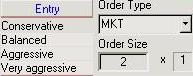 Entry
Conservative
Balanced
Aggressive
Very aggressive
Order Type
MKT
Order Size
2 x 1